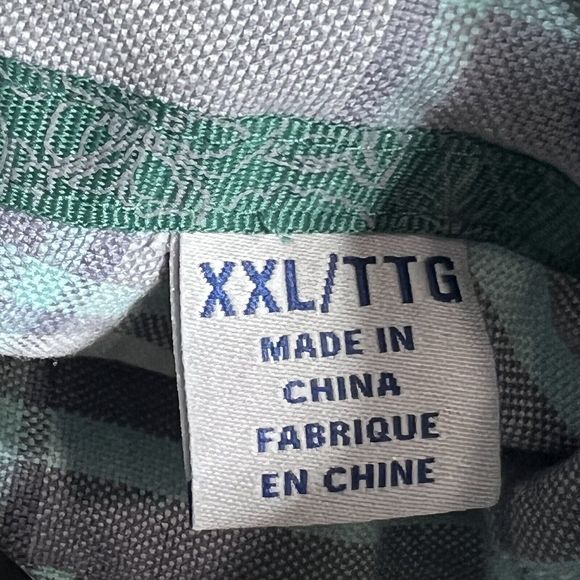 XXL/TTG
MADE IN
CHINA
FABRIQUE
EN CHINE